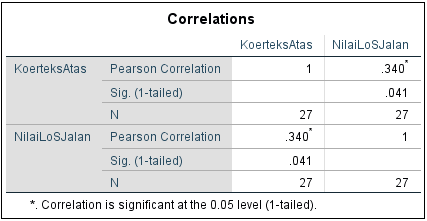 Correlations
KoerteksAtas NilaiLoSJalan
KoerteksAtas Pearson Correlation 1 .340*
Sig. (1-tailed) .041
N 27 27
NilaiLoSJalan Pearson Correlation .340* 1
Sig. (1-tailed) .041
N 27 27
*. Correlation is significant at the 0.05 level (1-tailed).